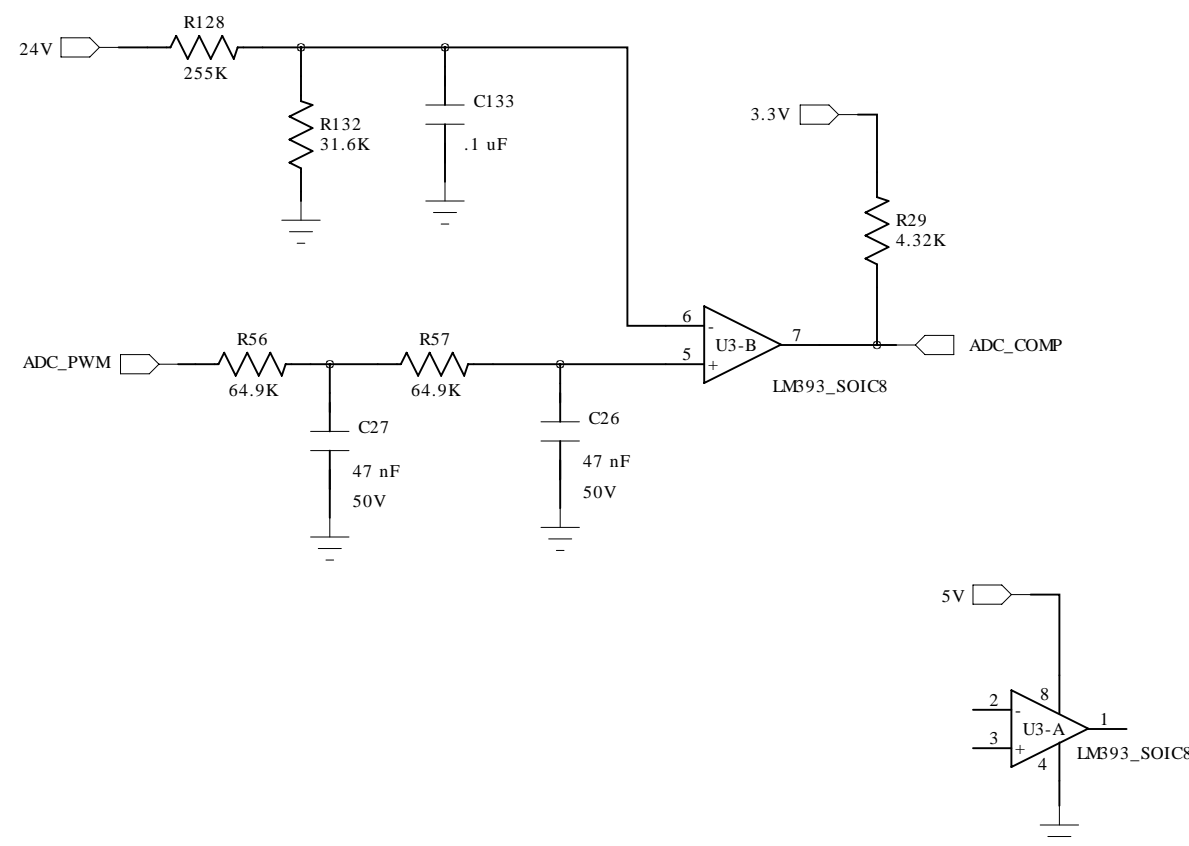 R128
24V
255K
C133
R132
31.6K
.1 uF
3.3V
R29
4.32K
6
-
7
U3-B
5
+
ADC_COMP
LM393_SOIC8
R56
R57
ADC_PWM
64.9K
64.9K
C27
47 nF
50V
C26
47 nF
50V
5V
8
2
-
1
U3-A
3
+
4
LM393_SOIC8